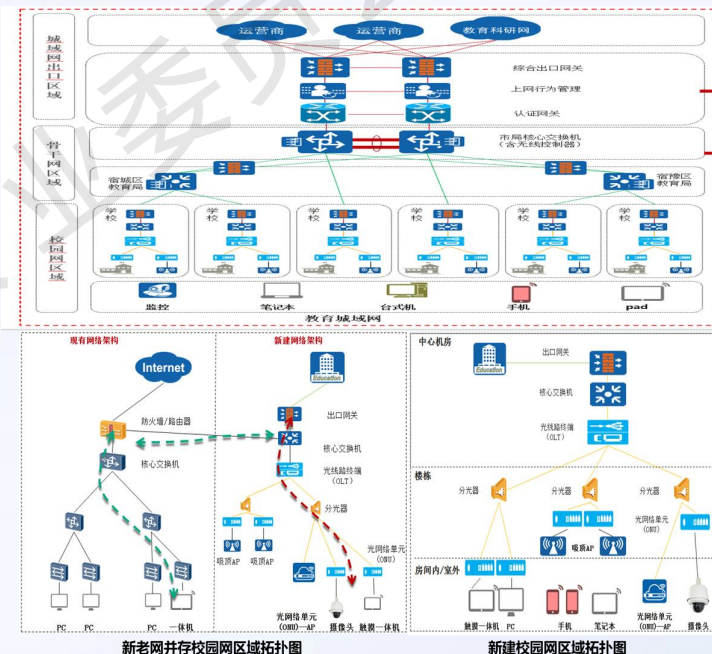 运营商
运营商
教育科研网
城域网出口区域
综合出口网关
上网行为管理
认证网关
骨干网区域
市局核心交换机
(含无线控制器)
宿城区
教育局
宿豫区
教育局
校园网区域
学校
学校
学校
学校
学校
学校
监控
笔记本
台式机
手机
pad
教育城域网
现有网络架构
Internet
防火墙/路由器
核心交换机
PC
PC
PC
一体机
新建网络架构
Education
出口网关
核心交换机
光线路终端
(OLT)
分光器
吸顶AP
吸顶AP
光网络单元
(ONU)
光网络单元
(ONU)—AP
摄像头
触摸一体机
新老网并存校园网区域拓扑图
中心机房
Education
出口网关
核心交换机
光线路终端
(OLT)
楼栋
分光器
分光器
分光器
光网络单元
(ONU)
吸顶AP
房间内/室外
触摸一体机
PC
手机
笔记本
光网络单元
(ONU)—AP
摄像头
新建校园网区域拓扑图
业委员